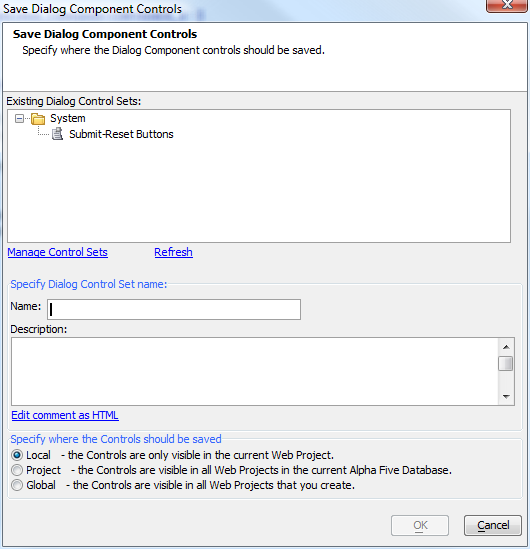 Save Dialog Component Controls
Save Dialog Component Controls
Specify where the Dialog Component controls should be saved.
Existing Dialog Control Sets:
System
Submit-Reset Buttons
Manage Control Sets Refresh
Specify Dialog Control Set name:
Name:
Description:
Edit comment as HTML
Specify where the Controls should be saved
Local - the Controls are only visible in the current Web Project.
Project - the Controls are visible in all Web Projects in the current Alpha Five Database.
Global - the Controls are visible in all Web Projects that you create.
OK Cancel